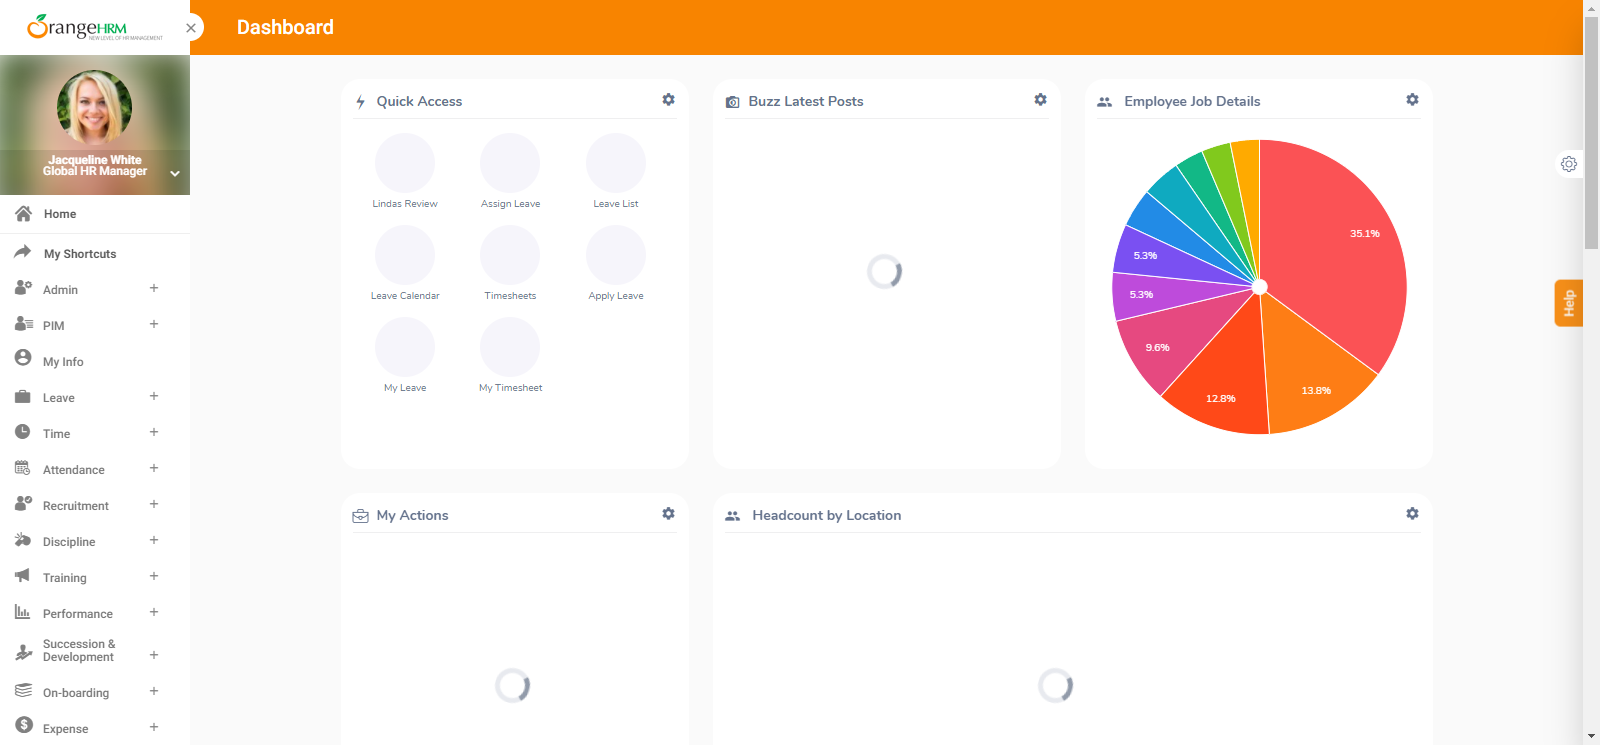 OrangeHRM
NEW LEVEL OF HR MANAGEMENT
Dashboard
Jacqueline White
Global HR Manager
Home
My Shortcuts
Admin
PIM
My Info
Leave
Time
Attendance
Recruitment
Discipline
Training
Performance
Succession &
Development
On-boarding
Expense
Quick Access
Lindas Review
Assign Leave
Leave List
Leave Calendar
Timesheets
Apply Leave
My Leave
My Timesheet
Buzz Latest Posts
Employee Job Details
35.1%
13.8%
12.8%
9.6%
5.3%
5.3%
My Actions
Headcount by Location
Help